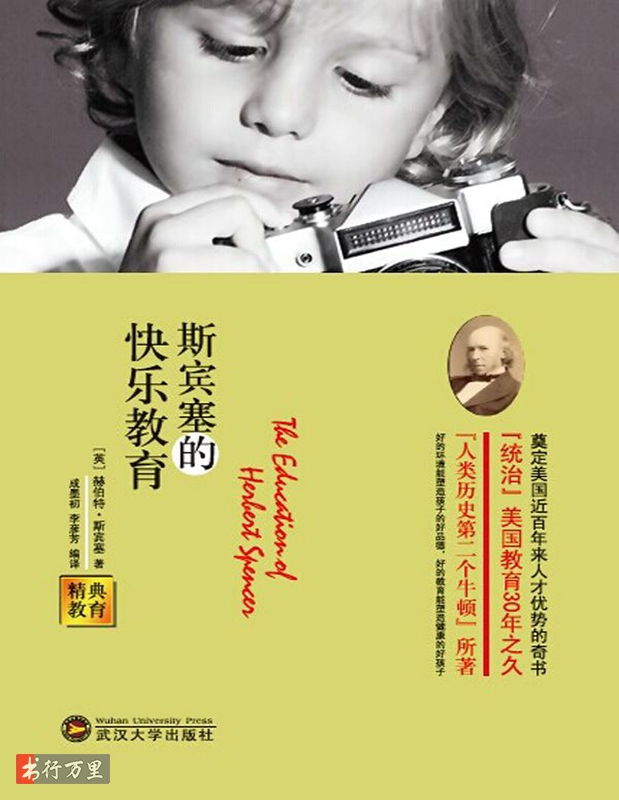 奠定美国近百年来人才优势的奇书
『统治』美国教育30年之久
『人类历史第二个牛顿』所著
好的环境能塑造孩子的好品德，好的教育能塑造健康的好孩子
The Education of
Herbert Spencer
斯宾塞的
快乐教育
[英]赫伯特·斯宾塞 著
成墨初 李彦芳 编译
精典
教育
Wuhan University Press
武汉大学出版社
书行万里